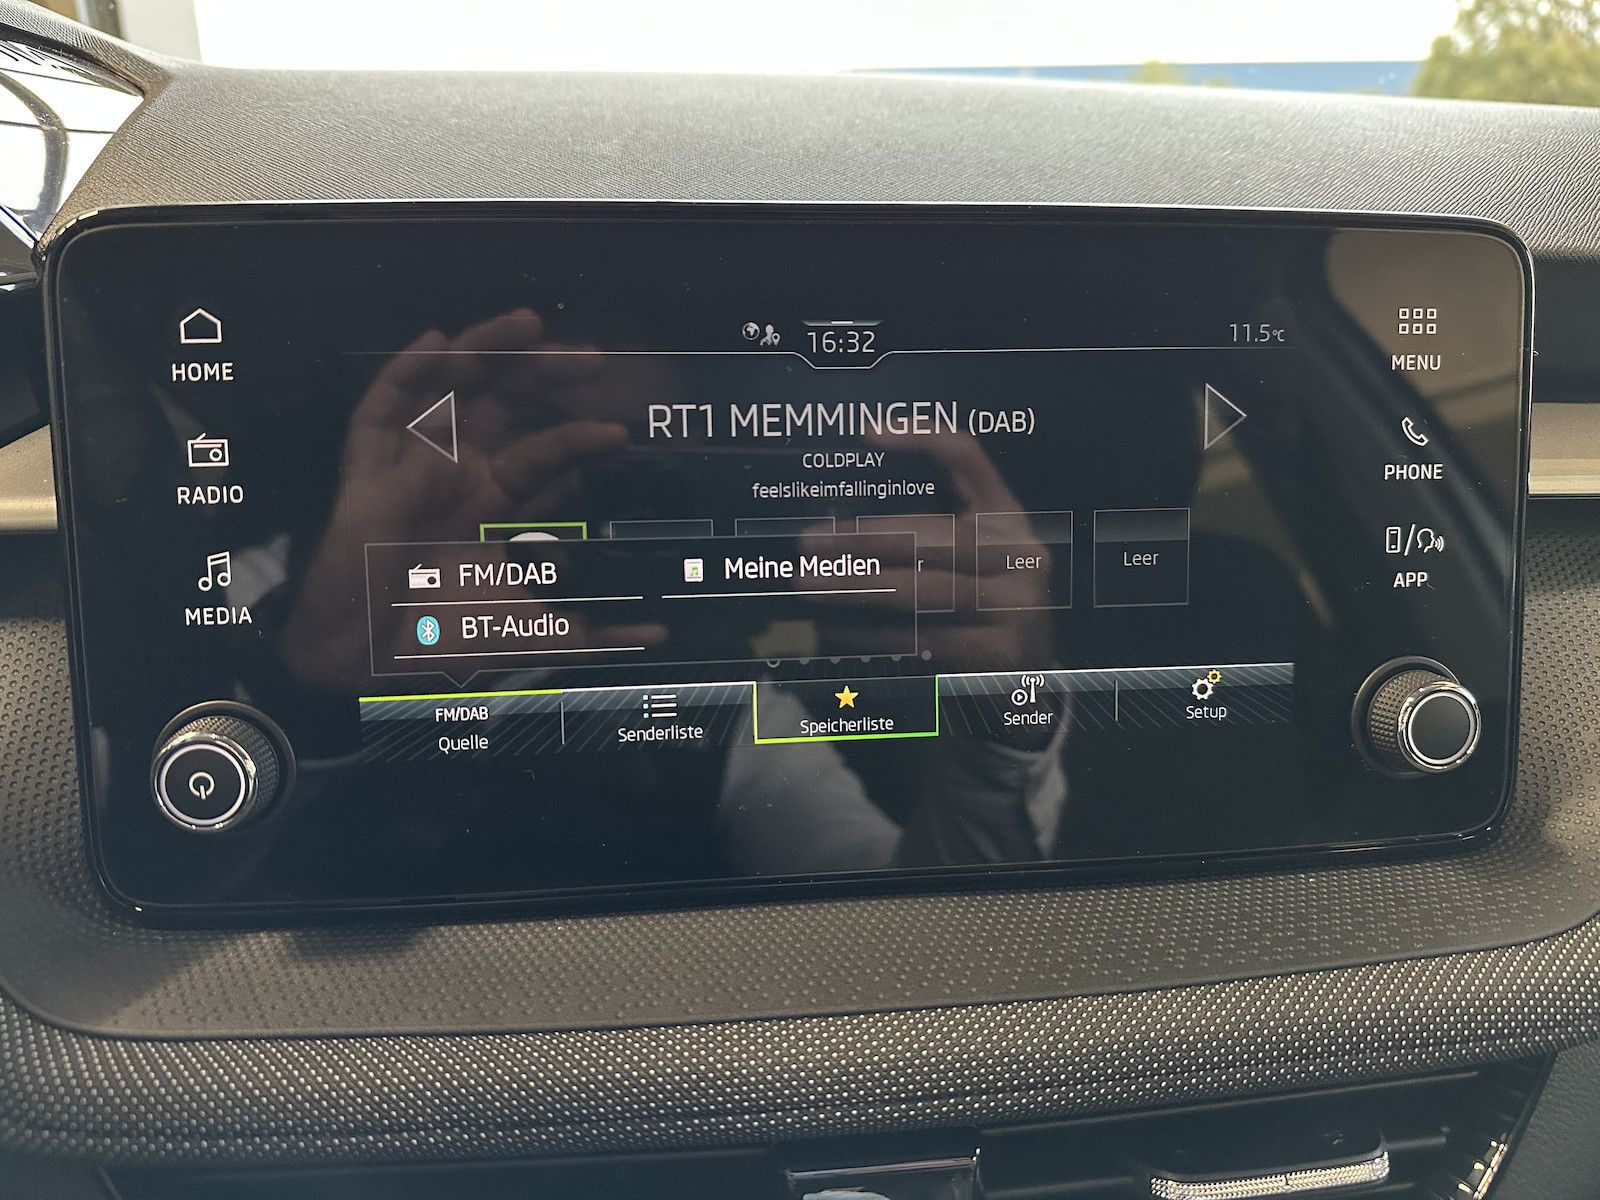 HOME
RADIO
MEDIA
16:32
11.5°C
RT1 MEMMINGEN (DAB)
COLDPLAY
feelslikeimfallinginlove
r
Leer
Leer
FM/DAB
Meine Medien
BT-Audio
FM/DAB
Quelle
Senderliste
Speicherliste
Sender
Setup
MENU
PHONE
APP